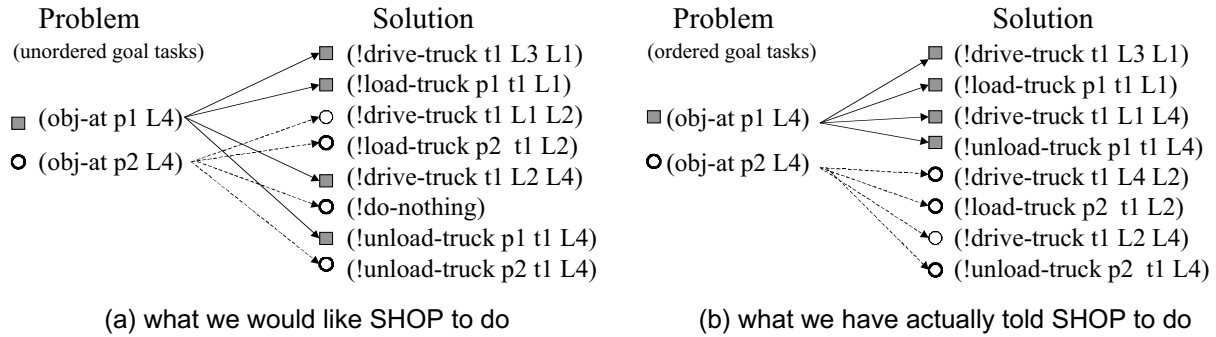 Problem
(unordered goal tasks)
(obj-at p1 L4)
(obj-at p2 L4)
Solution
(!drive-truck t1 L3 L1)
(!load-truck p1 t1 L1)
(!drive-truck t1 L1 L2)
(!load-truck p2 t1 L2)
(!drive-truck t1 L2 L4)
(!do-nothing)
(!unload-truck p1 t1 L4)
(!unload-truck p2 t1 L4)
(a) what we would like SHOP to do
Problem
(ordered goal tasks)
(obj-at p1 L4)
(obj-at p2 L4)
Solution
(!drive-truck t1 L3 L1)
(!load-truck p1 t1 L1)
(!drive-truck t1 L1 L4)
(!unload-truck p1 t1 L4)
(!drive-truck t1 L4 L2)
(!load-truck p2 t1 L2)
(!drive-truck t1 L2 L4)
(!unload-truck p2 t1 L4)
(b) what we have actually told SHOP to do